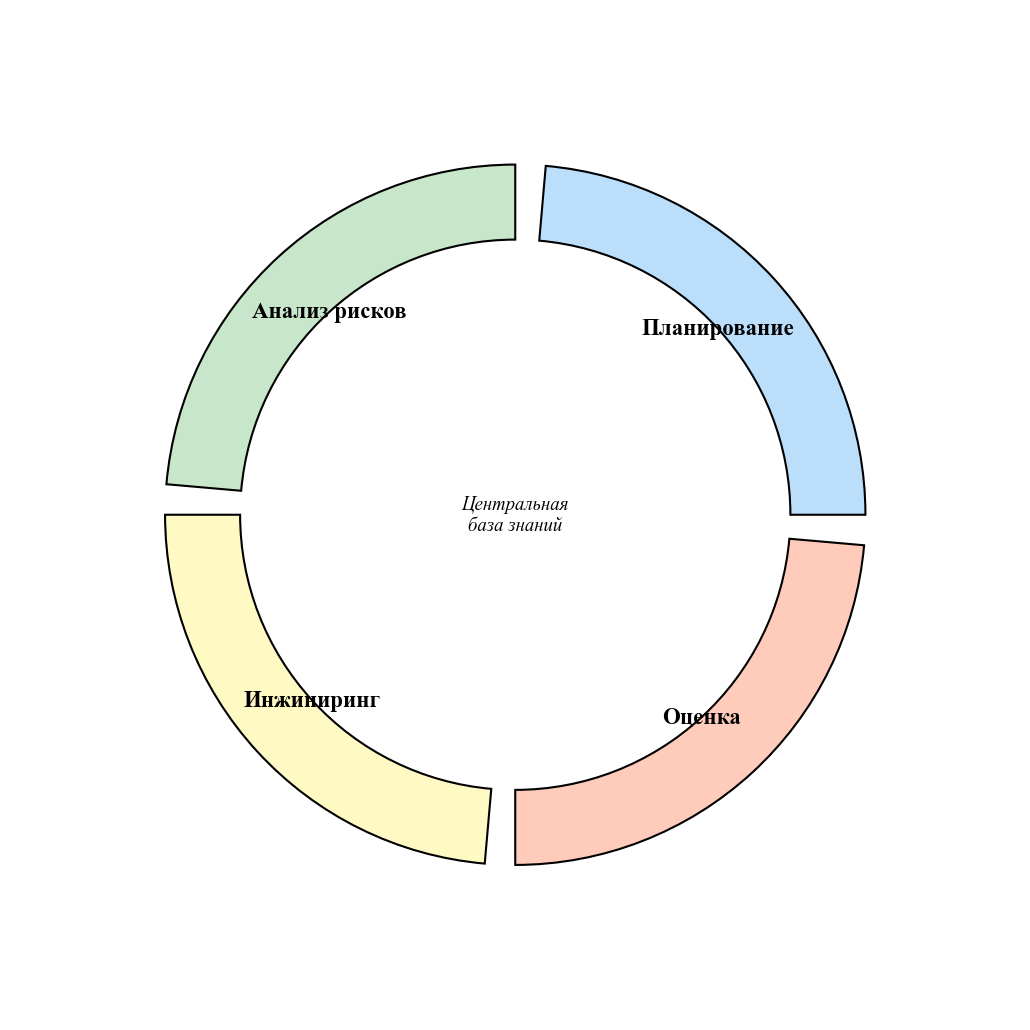 Анализ рисков
Планирование
Центральная
база знаний
Инжиниринг
Оценка